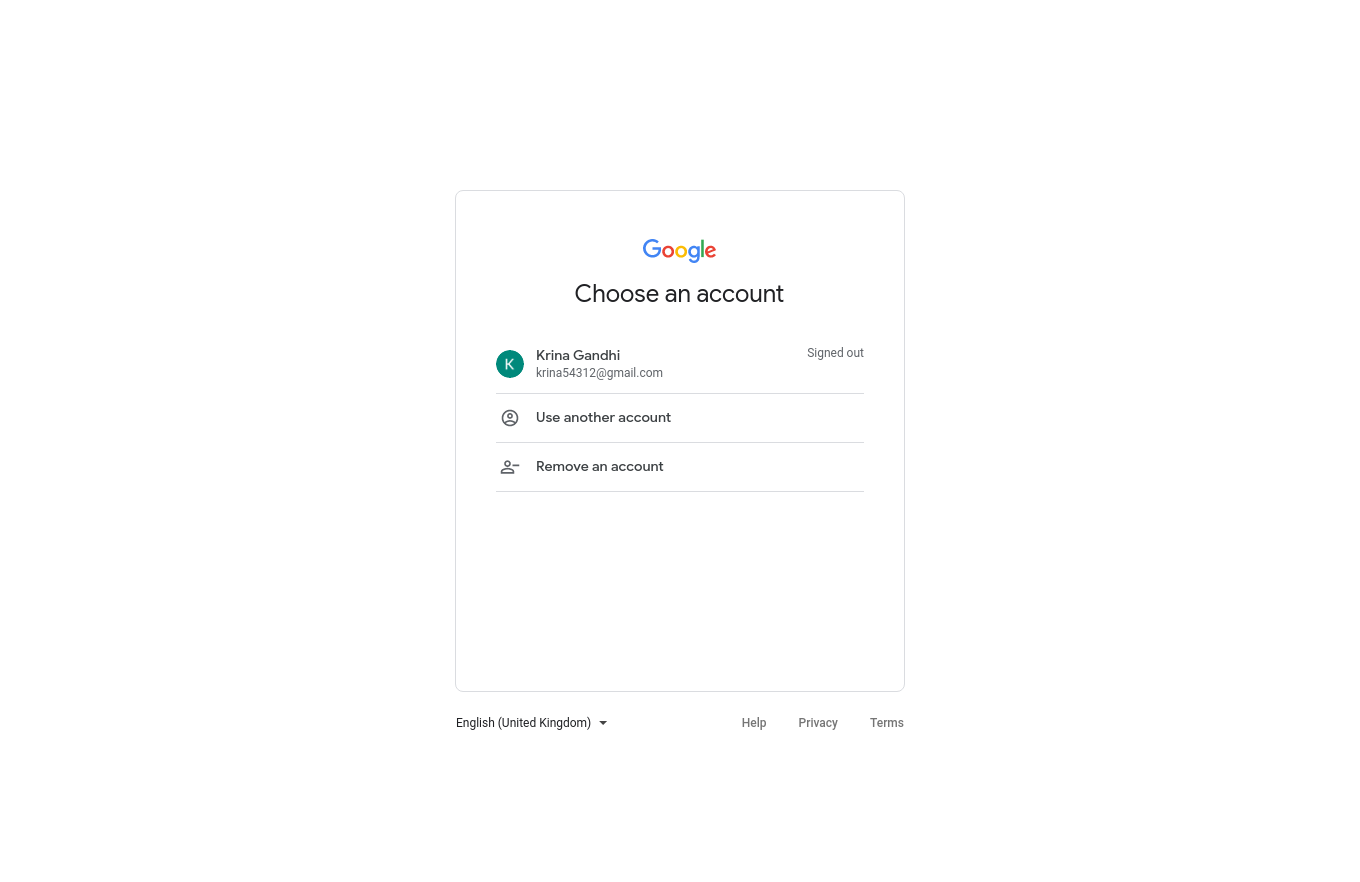 Google
Choose an account
K
Krina Gandhi
Signed out
krina54312@gmail.com
Use another account
Remove an account
English (United Kingdom)
Help
Privacy
Terms